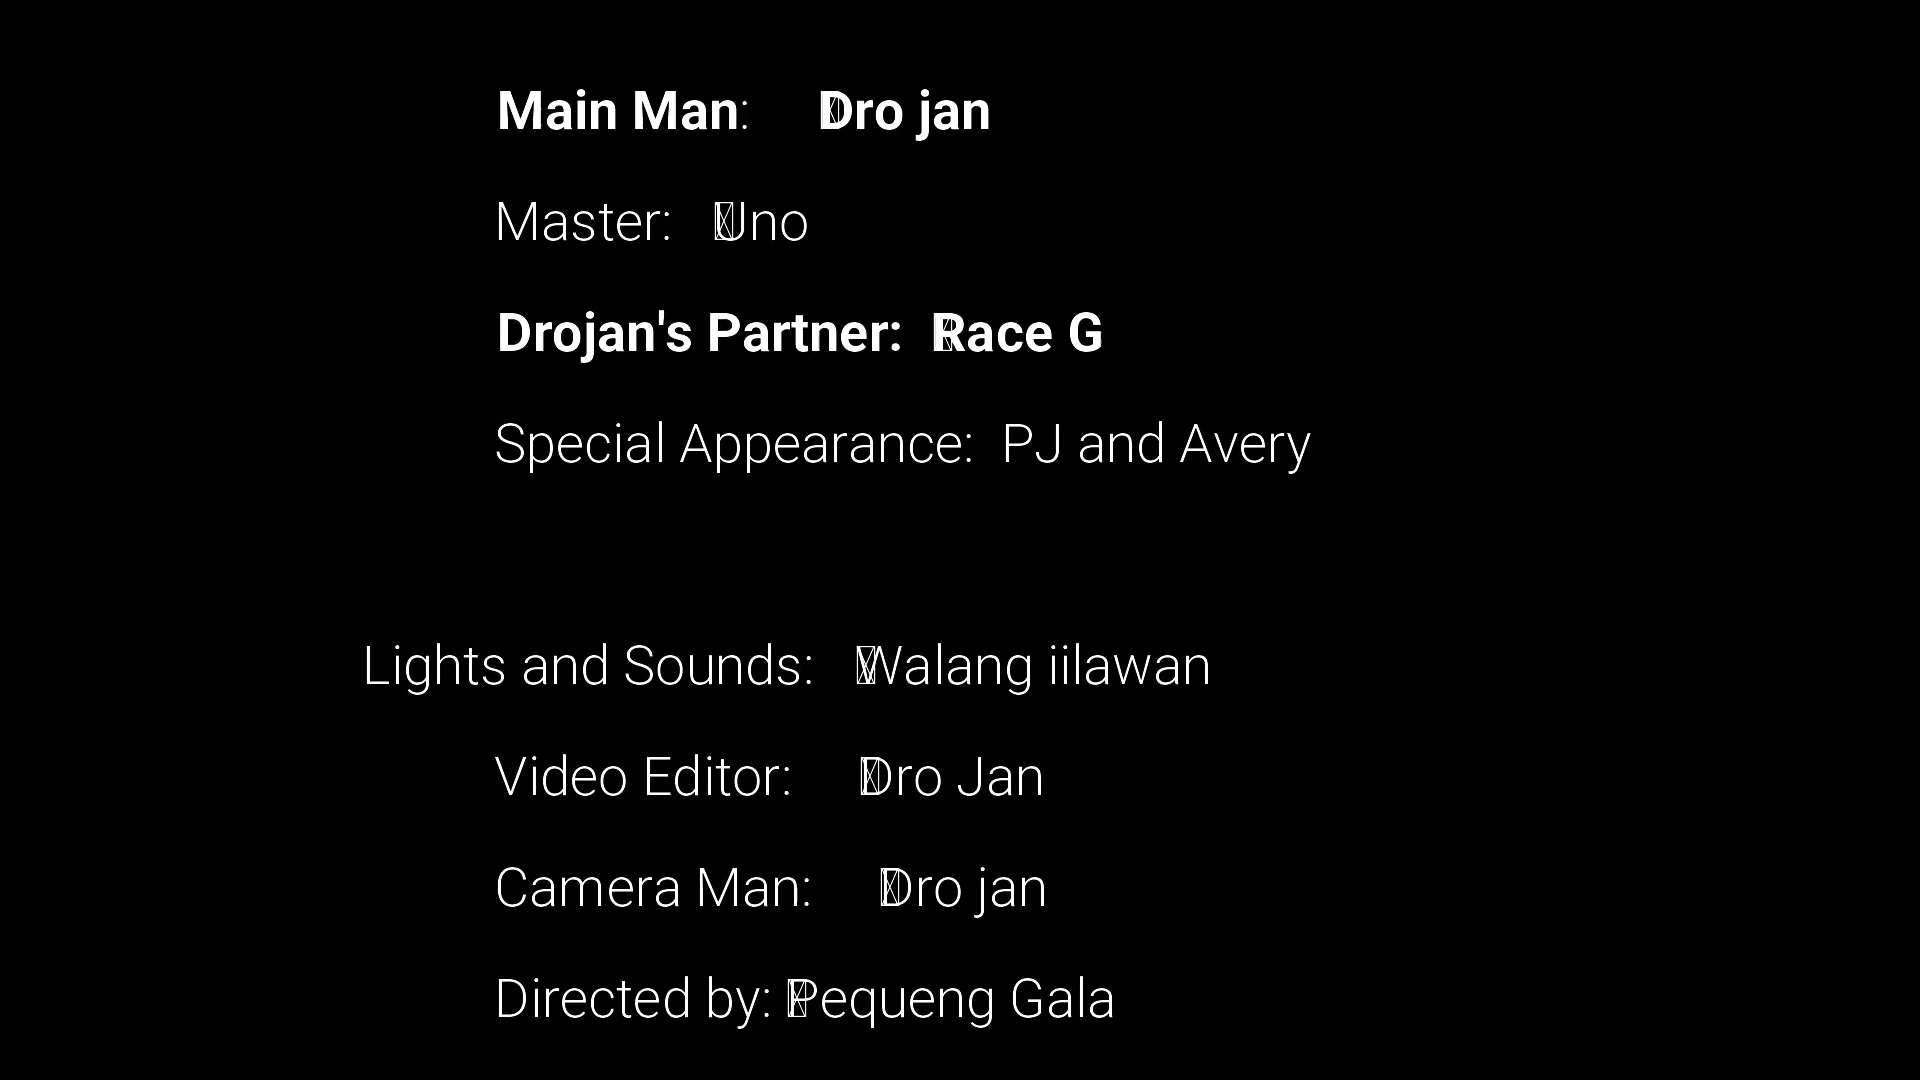 Main Man: Dro jan
Master: Uno
Drojan's Partner: Race G
Special Appearance: PJ and Avery
Lights and Sounds: Walang iilawan
Video Editor: Dro Jan
Camera Man: Dro jan
Directed by: Pequeng Gala